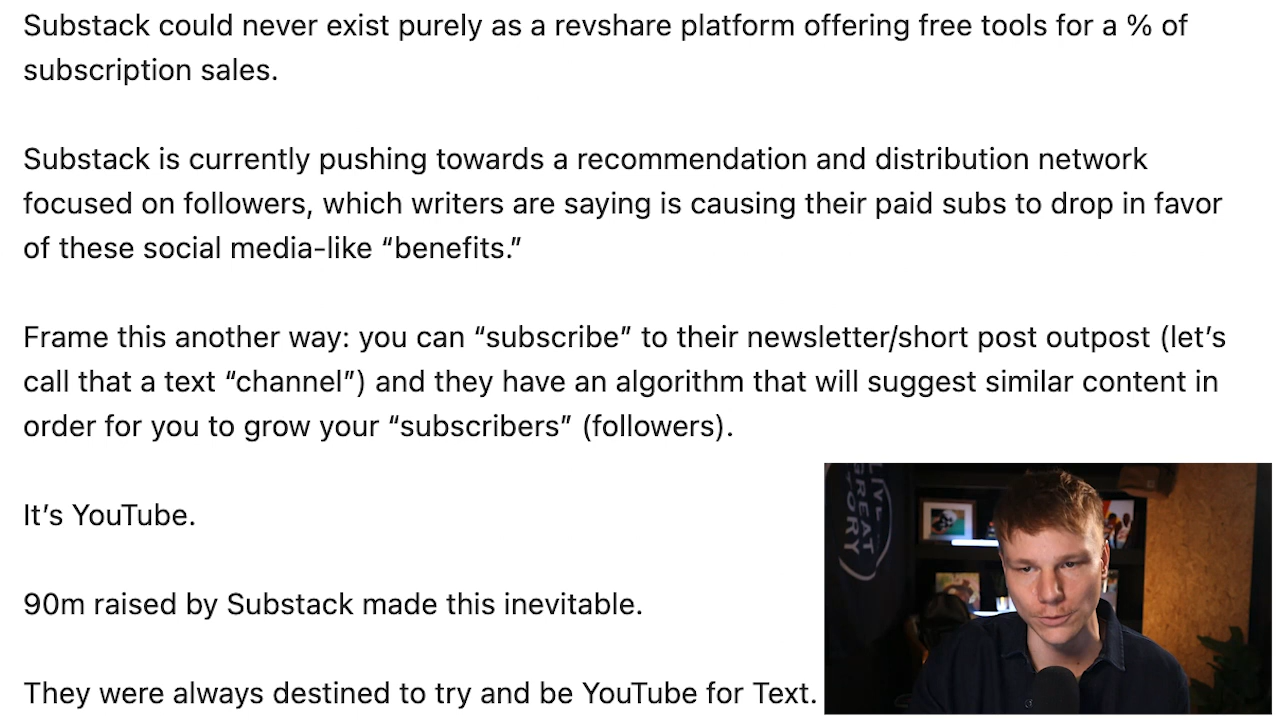 Substack could never exist purely as a revshare platform offering free tools for a % of
subscription sales.
Substack is currently pushing towards a recommendation and distribution network
focused on followers, which writers are saying is causing their paid subs to drop in favor
of these social media-like “benefits.”
Frame this another way: you can “subscribe” to their newsletter/short post outpost (let’s
call that a text “channel”) and they have an algorithm that will suggest similar content in
order for you to grow your “subscribers” (followers).
It’s YouTube.
90m raised by Substack made this inevitable.
They were always destined to try and be YouTube for Text.
LIVE
GREAT